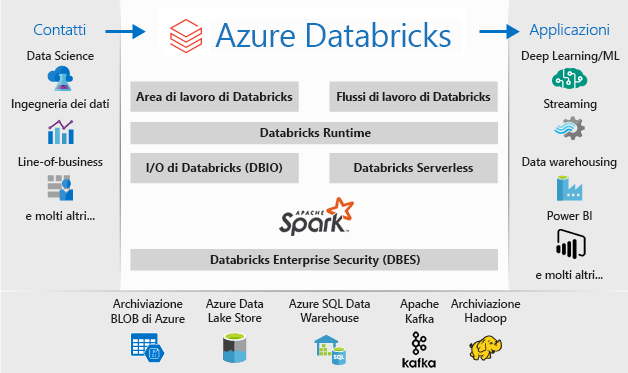 Contatti
Azure Databricks
Applicazioni
Data Science
Ingegneria dei dati
Line-of-business
e molti altri...
Area di lavoro di Databricks
Flussi di lavoro di Databricks
Databricks Runtime
I/O di Databricks (DBIO)
Databricks Serverless
APACHE
Spark™
Databricks Enterprise Security (DBES)
Deep Learning/ML
Streaming
Data warehousing
Power BI
e molti altri...
Archiviazione
BLOB di Azure
Azure Data
Lake Store
Azure SQL Data
Warehouse
SQL
Apache
Kafka
kafka
Archiviazione
Hadoop